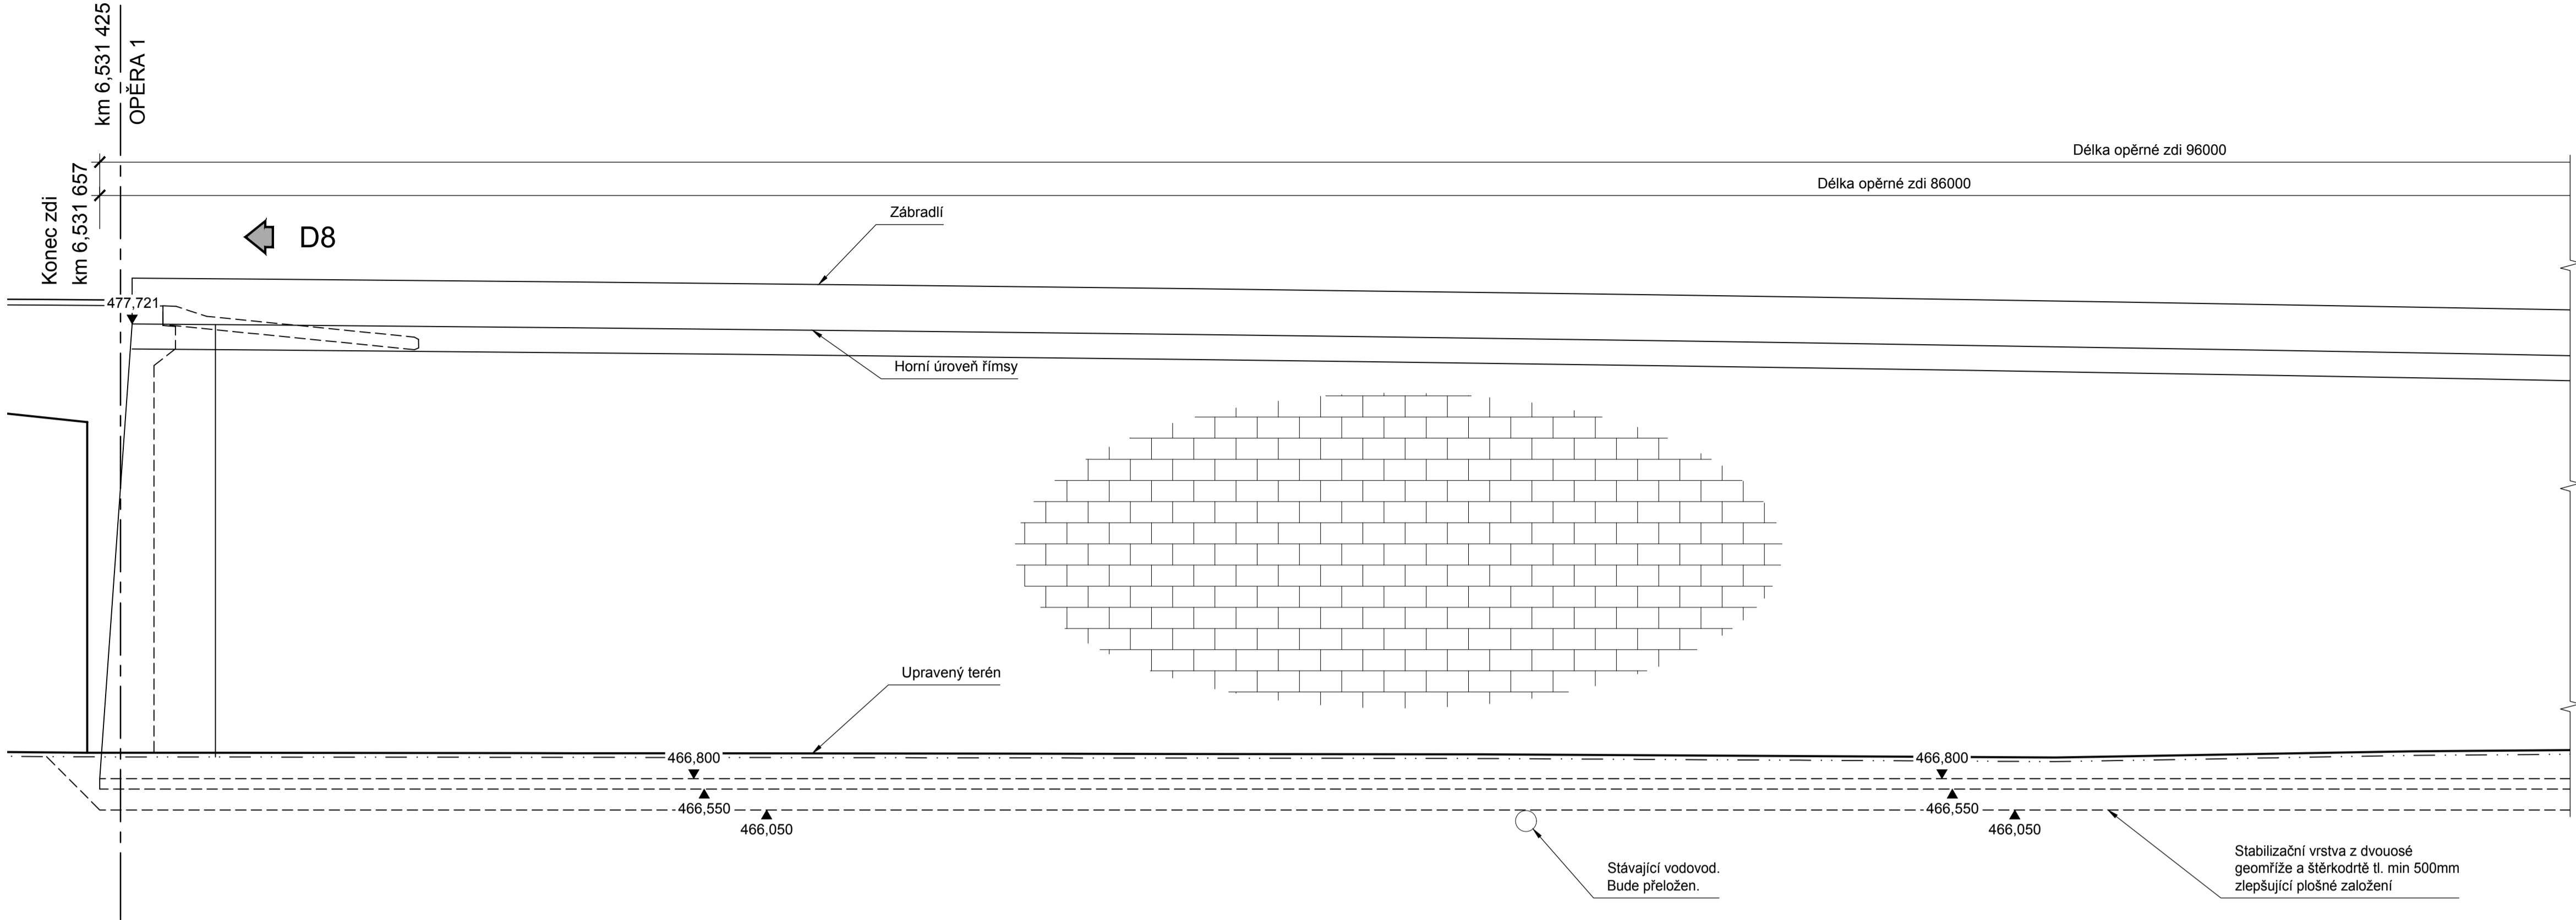 km 6,531 425
OPĚRA 1
Konec zdi
km 6,531 657
Délka opěrné zdi 96000
Délka opěrné zdi 86000
D8
Zábradlí
477,721
Horní úroveň římsy
Upravený terén
466,800
466,800
466,550
466,550
466,050
466,050
Stávající vodovod.
Bude přeložen.
Stabilizační vrstva z dvouosé
geomříže a štěrkodrtě tl. min 500mm
zlepšující plošné založení